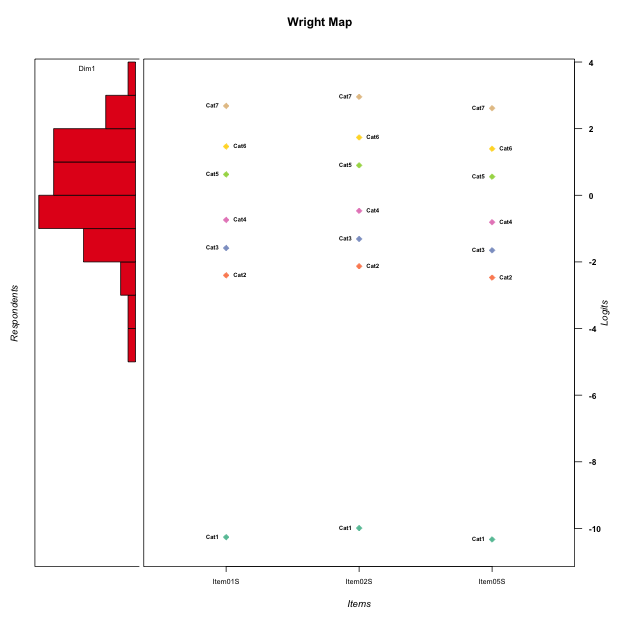 Wright Map
Dim1
4
2
0
-2
-4
-6
-8
-10
Cat7
Cat7
Cat7
Cat6
Cat6
Cat6
Cat5
Cat5
Cat5
Cat4
Cat4
Cat4
Cat3
Cat3
Cat3
Cat2
Cat2
Cat2
Cat1
Cat1
Cat1
Respondents
Logits
Item01S
Item02S
Item05S
Items